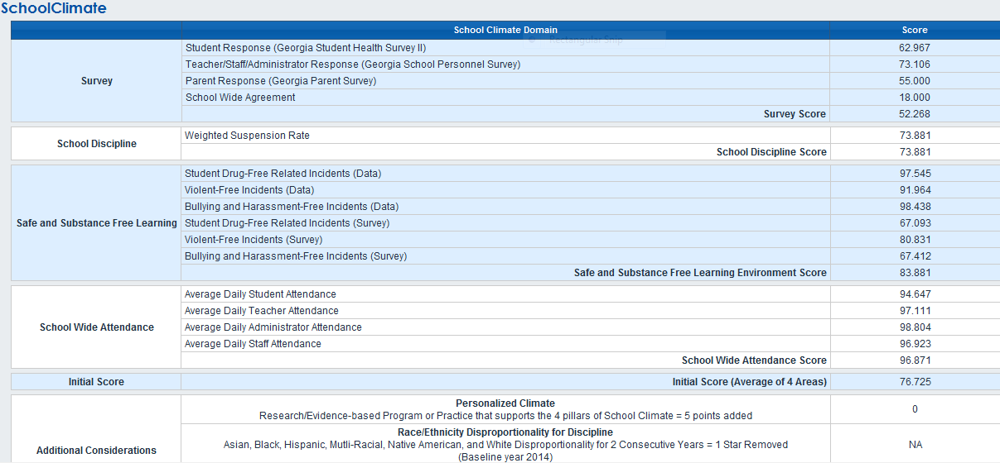 SchoolClimate
School Climate Domain Score
Rectangular Snip
Survey
Student Response (Georgia Student Health Survey II) 62.967
Teacher/Staff/Administrator Response (Georgia School Personnel Survey) 73.106
Parent Response (Georgia Parent Survey) 55.000
School Wide Agreement 18.000
Survey Score 52.268
School Discipline
Weighted Suspension Rate 73.881
School Discipline Score 73.881
Safe and Substance Free Learning
Student Drug-Free Related Incidents (Data) 97.545
Violent-Free Incidents (Data) 91.964
Bullying and Harassment-Free Incidents (Data) 98.438
Student Drug-Free Related Incidents (Survey) 67.093
Violent-Free Incidents (Survey) 80.831
Bullying and Harassment-Free Incidents (Survey) 67.412
Safe and Substance Free Learning Environment Score 83.881
School Wide Attendance
Average Daily Student Attendance 94.647
Average Daily Teacher Attendance 97.111
Average Daily Administrator Attendance 98.804
Average Daily Staff Attendance 96.923
School Wide Attendance Score 96.871
Initial Score Initial Score (Average of 4 Areas) 76.725
Additional Considerations
Personalized Climate
Research/Evidence-based Program or Practice that supports the 4 pillars of School Climate = 5 points added 0
Race/Ethnicity Disproportionality for Discipline
Asian, Black, Hispanic, Mutli-Racial, Native American, and White Disproportionality for 2 Consecutive Years = 1 Star Removed NA
(Baseline year 2014)